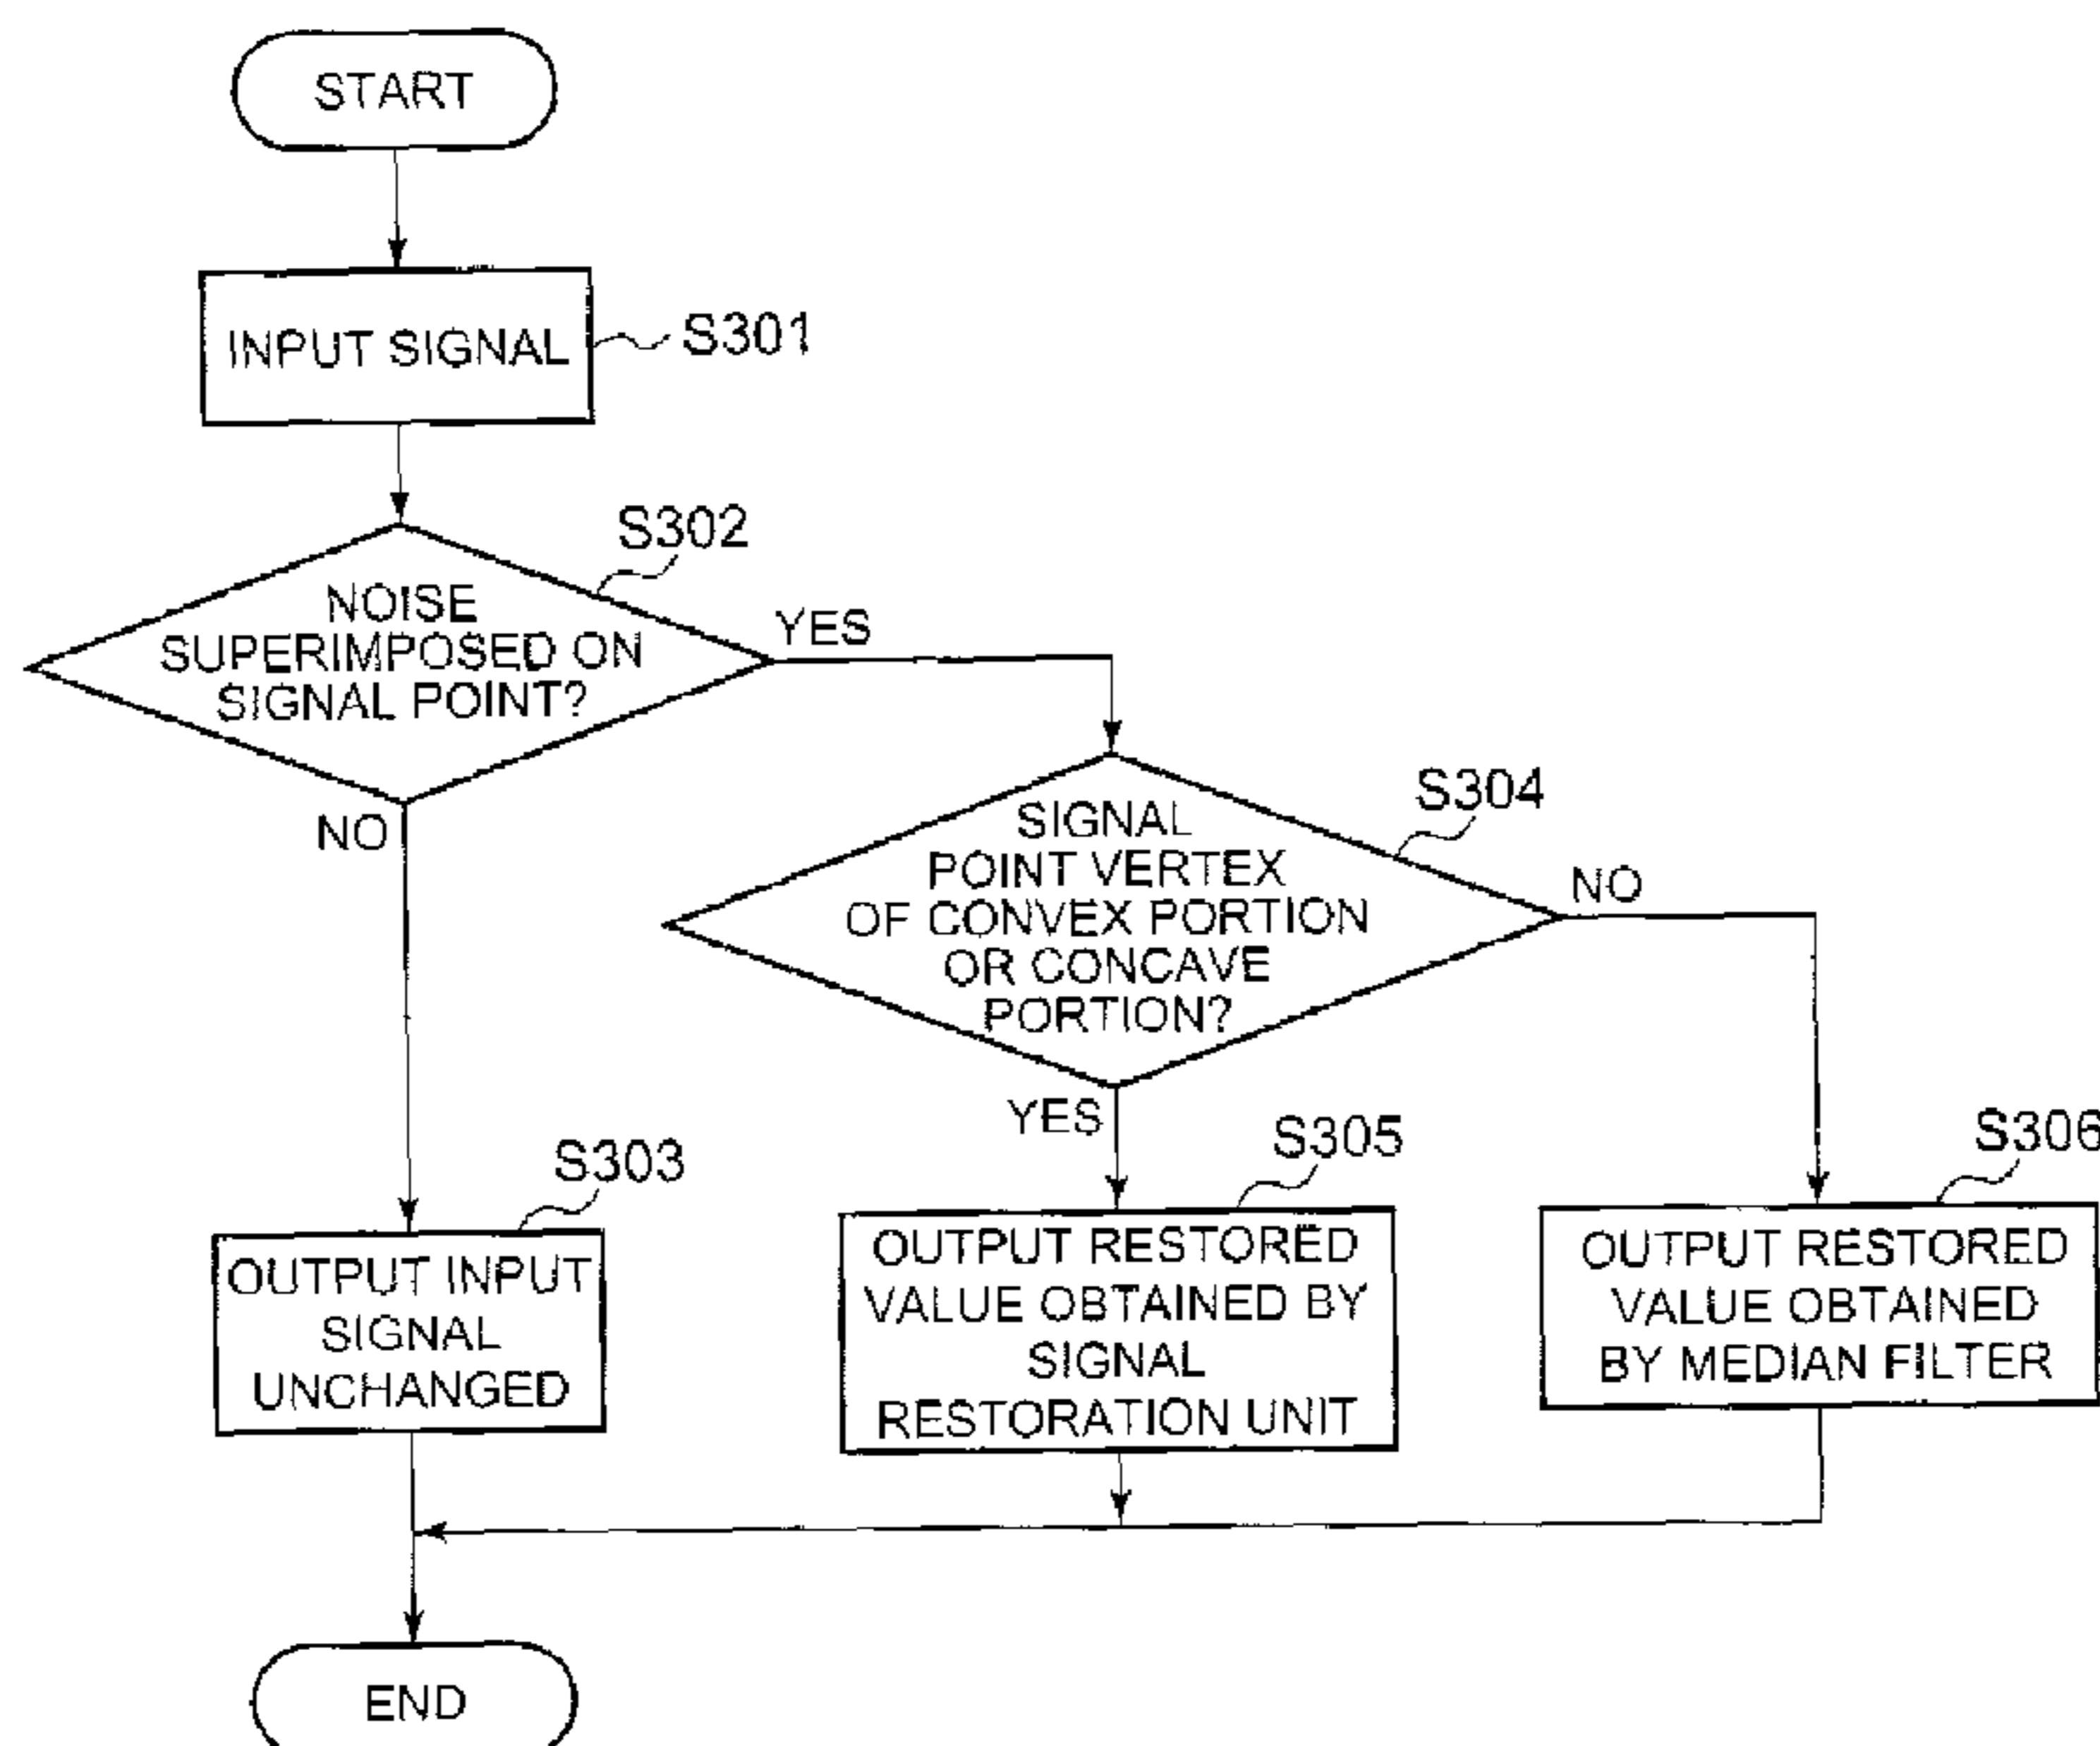 START
INPUT SIGNAL
S301
S302
NOISE
SUPERIMPOSED ON
SIGNAL POINT?
YES
NO
S304
SIGNAL
POINT VERTEX
OF CONVEX PORTION
OR CONCAVE
PORTION?
NO
YES
S303
OUTPUT INPUT
SIGNAL
UNCHANGED
S305
OUTPUT RESTORED
VALUE OBTAINED BY
SIGNAL
RESTORATION UNIT
S306
OUTPUT RESTORED
VALUE OBTAINED
BY MEDIAN FILTER
END